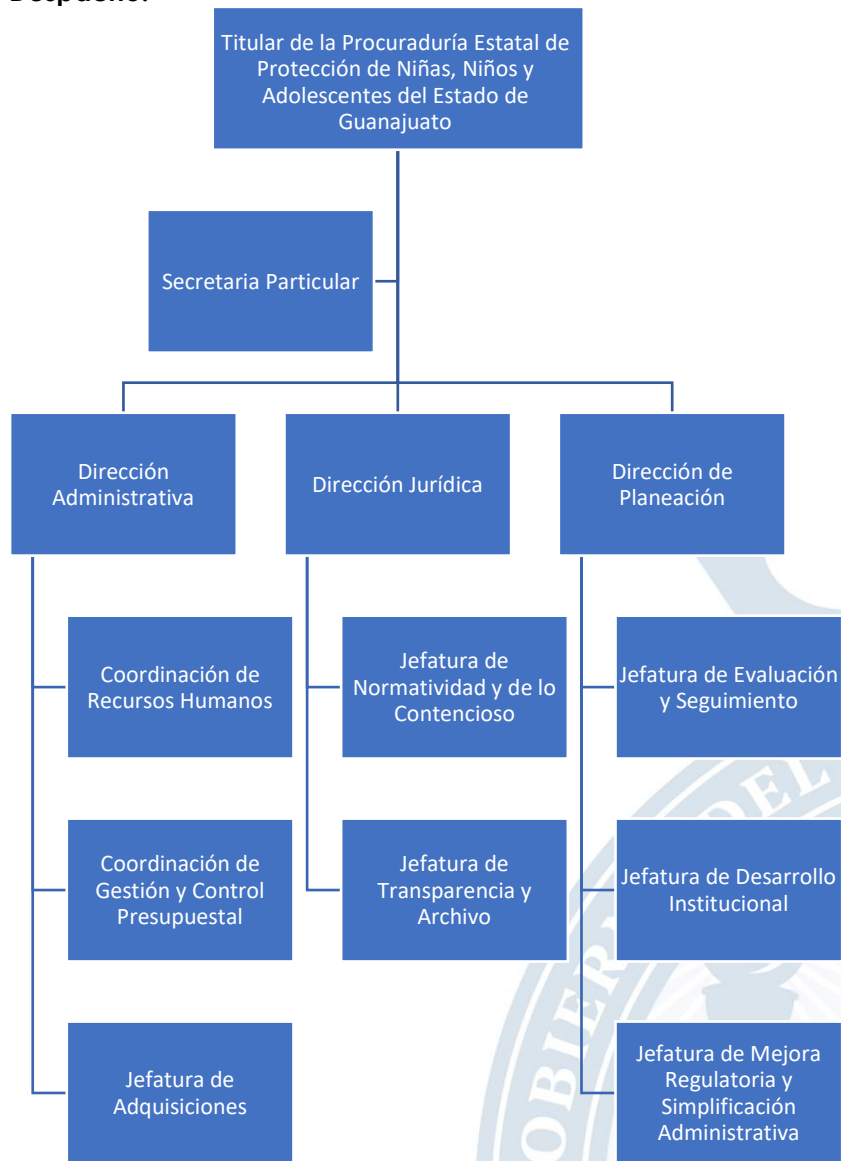 Despacho.
Titular de la Procuraduría Estatal de
Protección de Niñas, Niños y
Adolescentes del Estado de
Guanajuato
Secretaria Particular
Dirección
Administrativa
Dirección Jurídica
Dirección de
Planeación
Coordinación de
Recursos Humanos
Jefatura de
Normatividad y de lo
Contencioso
Jefatura de Evaluación
y Seguimiento
Coordinación de
Gestión y Control
Presupuestal
Jefatura de
Transparencia y
Archivo
Jefatura de Desarrollo
Institucional
Jefatura de
Adquisiciones
Jefatura de Mejora
Regulatoria y
Simplificación
Administrativa
DEL